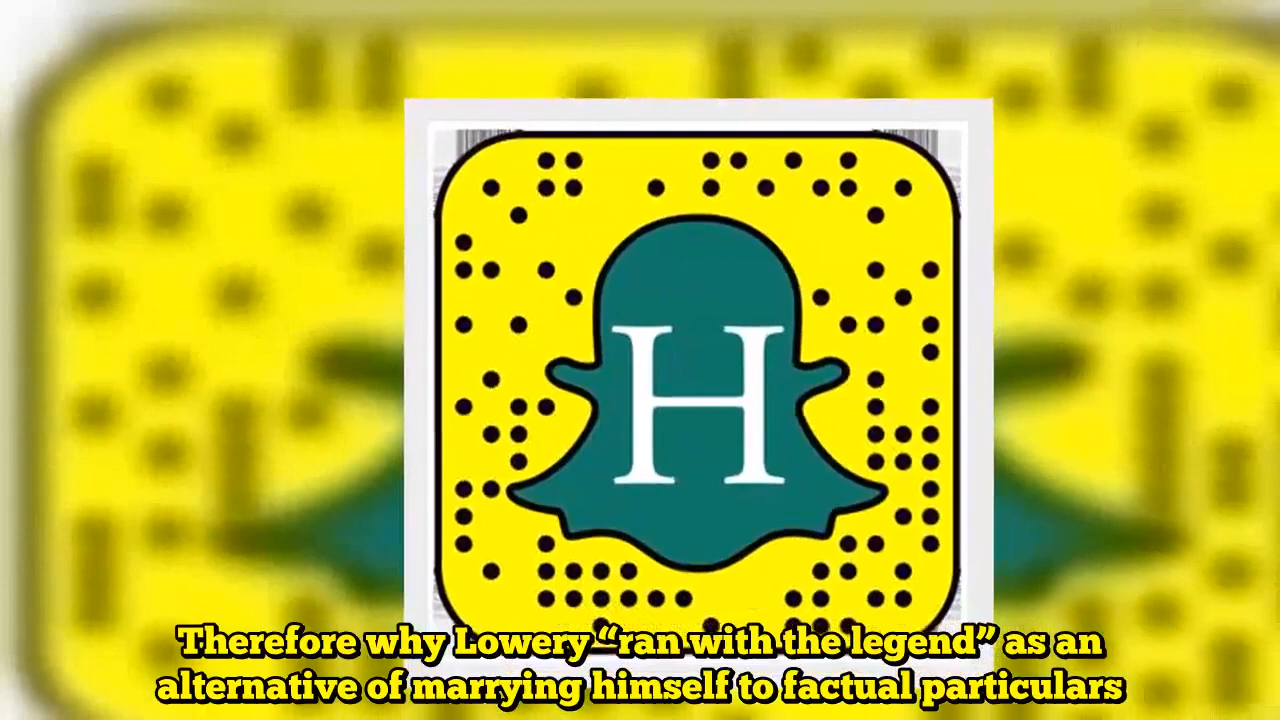 H
Therefore why Lowery “ran with the legend” as an
alternative of marrying himself to factual particulars